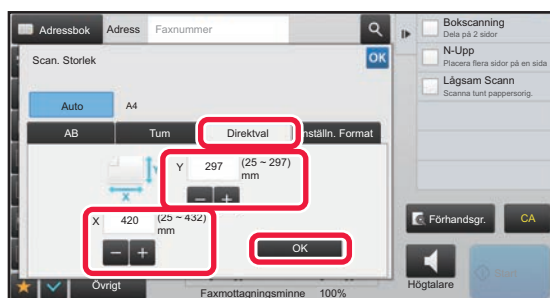 Adressbok
Adress
Faxnummer
Bokscanning
Dela på 2 sidor
N-Upp
Placera flera sidor på en sida
Lågsam Scann
Scanna tunt pappersorig.
Scan. Storlek
OK
Auto
A4
AB
Tum
Direktval
Inställn. Format
Y
Y
297
(25 ~ 297)
mm
X
X
420
(25 ~ 432)
mm
OK
Förhandsgr.
CA
Högtalare
Start
Övrigt
Faxmottagningsminne 100%